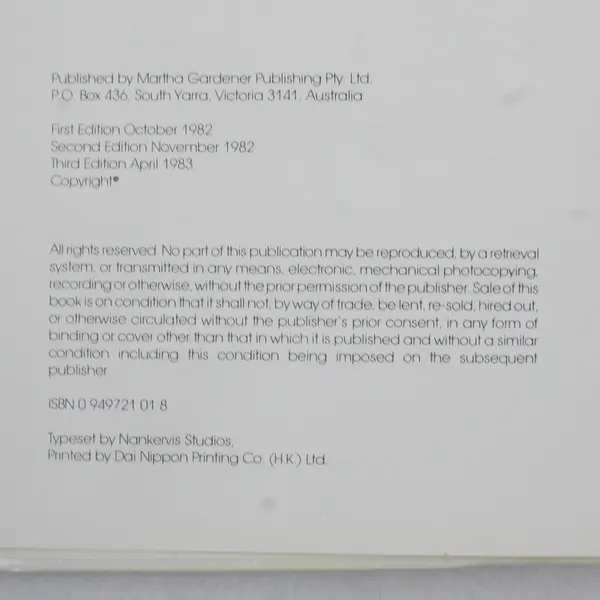 Published by Martha Gardener Publishing Pty. Ltd.
P.O. Box 436, South Yarra, Victoria 3141, Australia
First Edition October 1982
Second Edition November 1982
Third Edition April 1983
Copyright©
All rights reserved. No part of this publication may be reproduced, by a retrieval
system, or transmitted in any means, electronic, mechanical photocopying,
recording or otherwise, without the prior permission of the publisher. Sale of this
book is on condition that it shall not, by way of trade, be lent, re-sold, hired out,
or otherwise circulated without the publisher's prior consent, in any form of
binding or cover other than that in which it is published and without a similar
condition including this condition being imposed on the subsequent
publisher
ISBN 0 949721 01 8
Typeset by Nankervis Studios,
Printed by Dai Nippon Printing Co. (H.K.) Ltd.